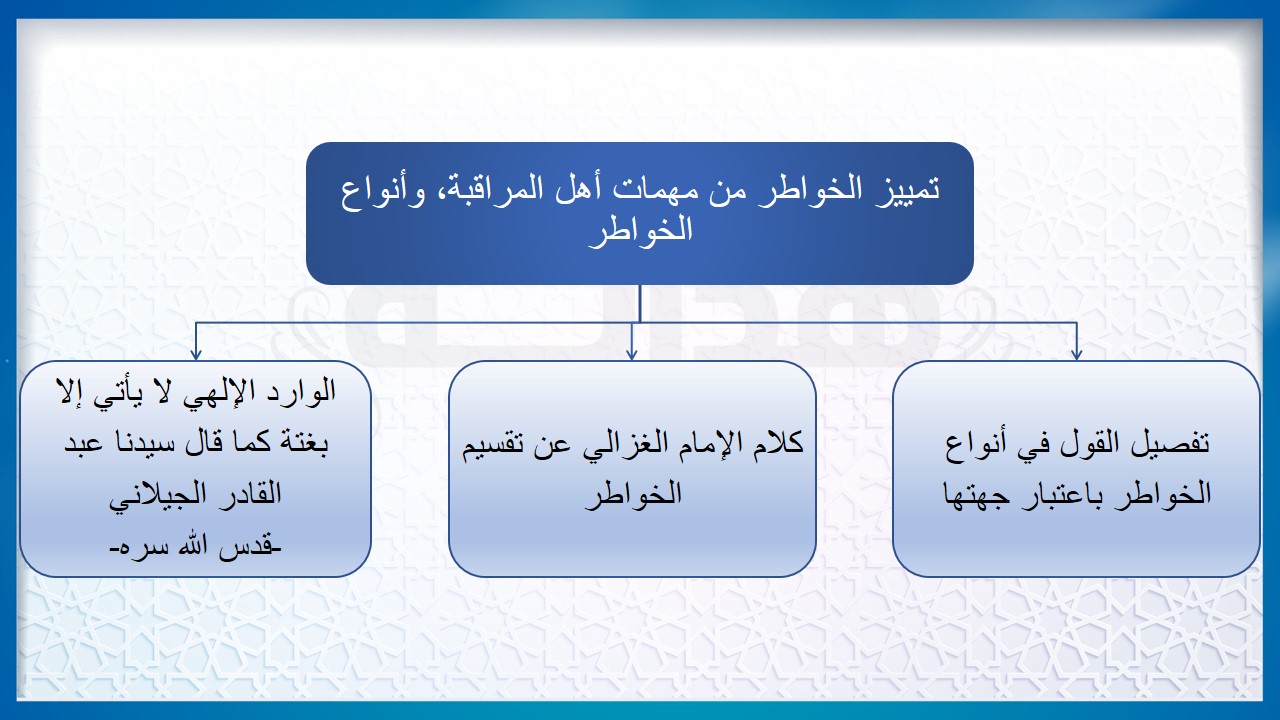 تمييز الخواطر من مهمات أهل المراقبة، وأنواع
الخواطر
تفصيل القول في أنواع
الخواطر باعتبار جهتها
كلام الإمام الغزالي عن تقسيم
الخواطر
الوارد الإلهي لا يأتي إلا
بغتة كما قال سيدنا عبد
القادر الجيلاني
-قدس الله سره-